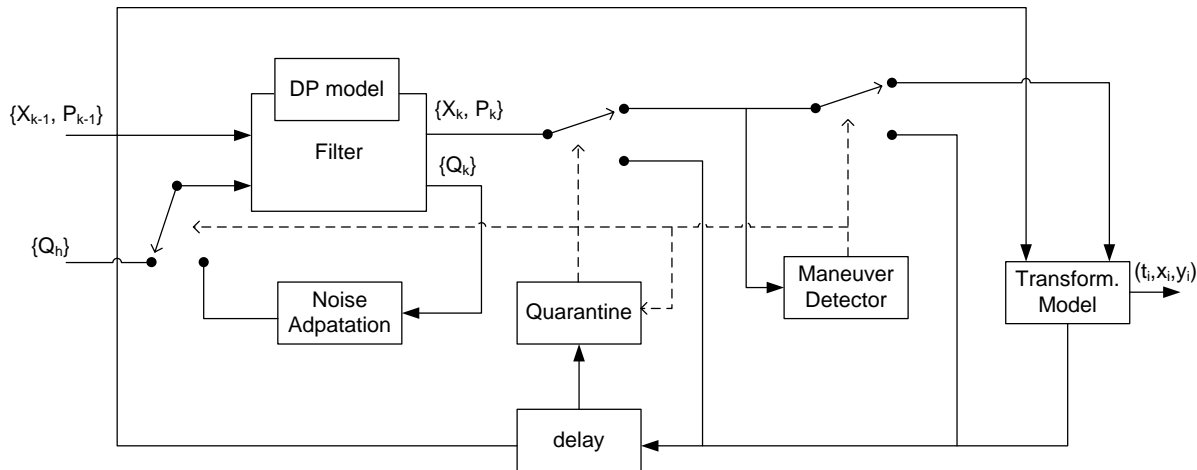 DP model
{Xk-1, Pk-1}
{Xk, Pk}
Filter
{Qk}
{Qh}
Noise
Adpatation
Quarantine
Maneuver
Detector
Transform.
Model
(ti,xi,yi)
delay